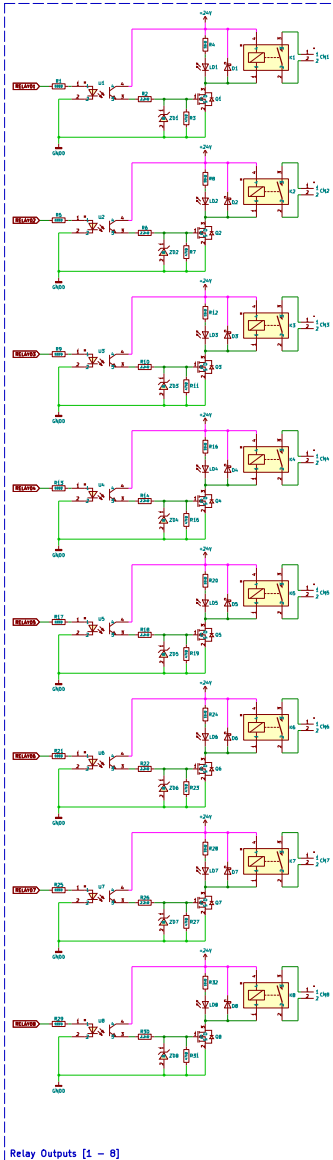 +24V
R4
LD1
D1
K1
CN1
RELAY01
R1
U1
R2
ZD1
R3
Q1
GNDD
+24V
R8
LD2
D2
K2
CN2
RELAY02
R5
U2
R6
ZD2
R7
Q2
GNDD
+24V
R12
LD3
D3
K3
CN3
RELAY03
R9
U3
R10
ZD3
R11
Q3
GNDD
+24V
R16
LD4
D4
K4
CN4
RELAY04
R13
U4
R14
ZD4
Q4
GNDD
+24V
R20
LD5
D5
K5
CN5
RELAY05
R17
U5
R18
ZD5
R19
Q5
GNDD
+24V
R24
LD6
D6
K6
CN6
RELAY06
R21
U6
R22
ZD6
R23
Q6
GNDD
+24V
R28
LD7
D7
K7
CN7
RELAY07
R25
U7
R26
ZD7
R27
Q7
GNDD
+24V
R32
LD8
D8
K8
CN8
RELAY08
R29
U8
R30
ZD8
R31
Q8
GNDD
Relay Outputs [1 - 8]